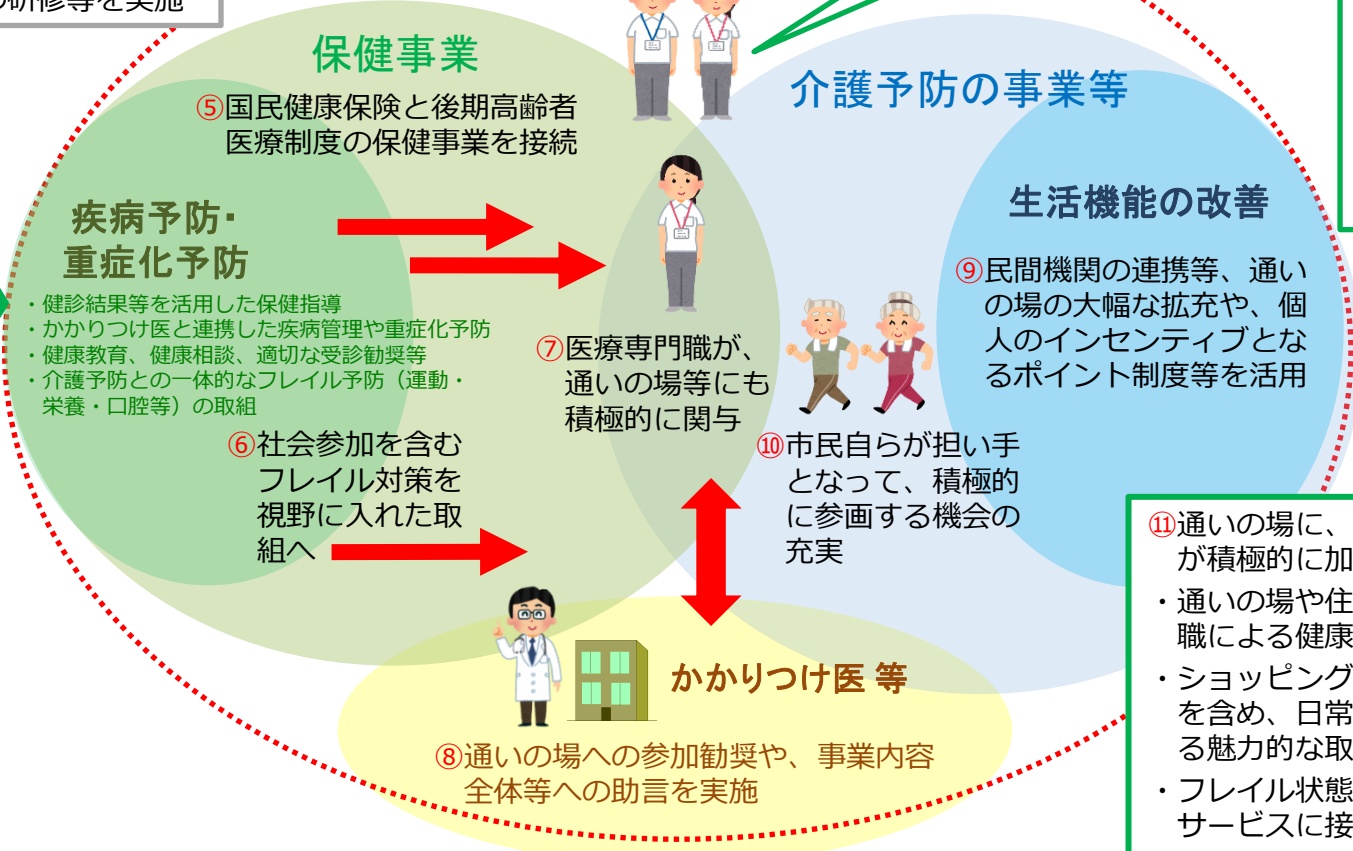 の研修等を実施
保健事業
⑤国民健康保険と後期高齢者
医療制度の保健事業を接続
介護予防の事業等
疾病予防・
重症化予防
・健診結果等を活用した保健指導
・かかりつけ医と連携した疾病管理や重症化予防
・健康教育、健康相談、適切な受診勧奨等
・介護予防との一体的なフレイル予防（運動・
栄養・口腔等）の取組
⑥社会参加を含む
フレイル対策を
視野に入れた取
組へ
⑦医療専門職が、
通いの場等にも
積極的に関与
生活機能の改善
⑨民間機関の連携等、通い
の場の大幅な拡充や、個
人のインセンティブとな
るポイント制度等を活用
⑩市民自らが担い手
となって、積極的
に参画する機会の
充実
かかりつけ医 等
⑧通いの場への参加勧奨や、事業内容
全体等への助言を実施
⑪通いの場に、
が積極的に加
・通いの場や住
職による健康
・ショッピング
を含め、日常
る魅力的な取
・フレイル状態
サービスに接